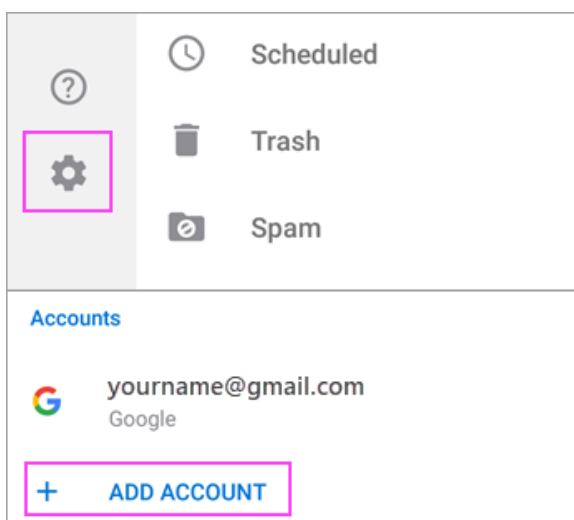 Scheduled
?
Trash
Spam
Accounts
yourname@gmail.com
Google
+ ADD ACCOUNT